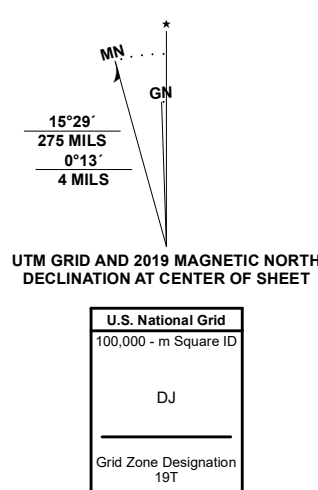 ★
MN
GN
15°29´
275 MILS
0°13´
4 MILS
UTM GRID AND 2019 MAGNETIC NORTH
DECLINATION AT CENTER OF SHEET
U.S. National Grid
100,000 - m Square ID
DJ
Grid Zone Designation
19T